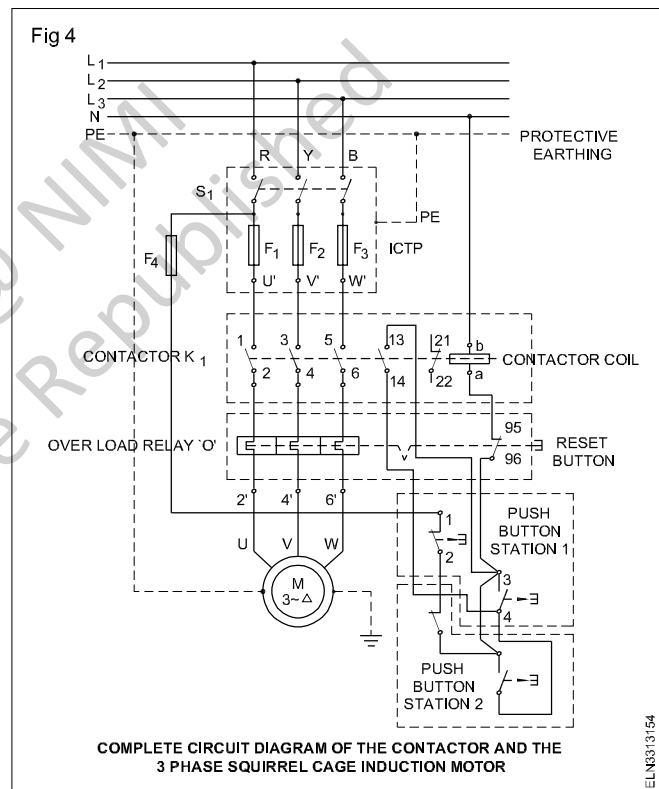 Fig 4
L1
L2
L3
N
PE
PROTECTIVE
EARTHING
R Y B
S1
PE
F4
F1 F2 F3
ICTP
U' V' W'
1 3 5 13 21 b
CONTACTOR K1
CONTACTOR COIL
2 4 6 14 22 a
95
OVER LOAD RELAY `O'
RESET
BUTTON
96
2' 4' 6'
1
PUSH
BUTTON
STATION 1
U V W
2
M
3~ △
3
4
PUSH
BUTTON
STATION 2
COMPLETE CIRCUIT DIAGRAM OF THE CONTACTOR AND THE
3 PHASE SQUIRREL CAGE INDUCTION MOTOR
ELN3313154
@ NIMI
e Republished